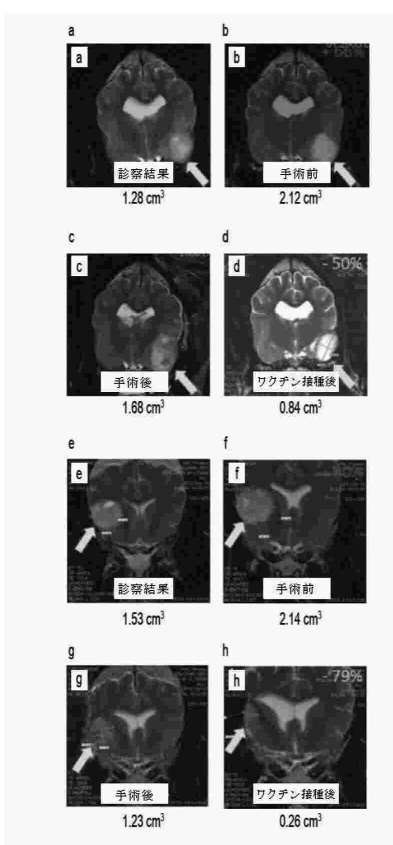 a b
a b
+ 66%
診察結果 手術前
1.28 cm³ 2.12 cm³
c d
c d
- 50%
手術後 ワクチン接種後
1.68 cm³ 0.84 cm³
e f
e f
診察結果 手術前
1.53 cm³ 2.14 cm³
g h
g h
- 79%
手術後 ワクチン接種後
1.23 cm³ 0.26 cm³